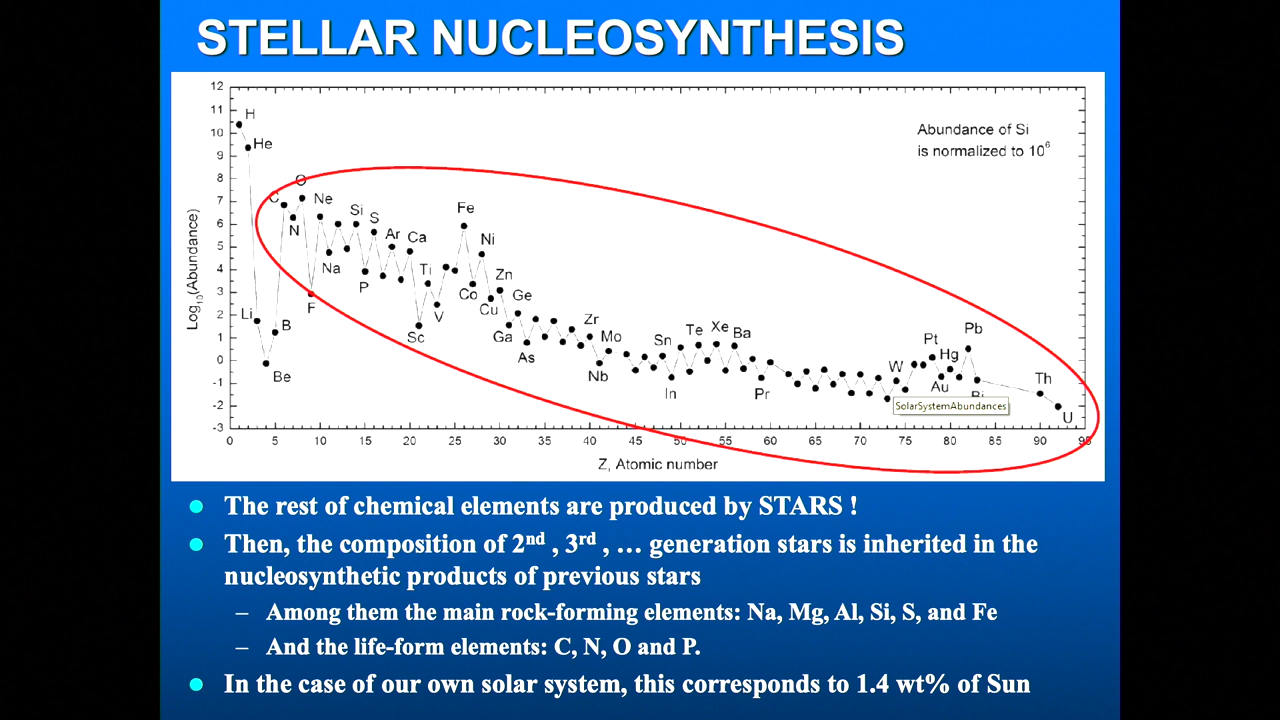 STELLAR NUCLEOSYNTHESIS
12
11
10
9
8
7
6
5
4
3
2
1
0
-1
-2
-3
Log10(Abundance)
H
He
Li
Be
B
C
N
O
F
Ne
Na
Si
P
S
Ar
Ca
Sc
Ti
V
Fe
Co
Ni
Cu
Zn
Ga
Ge
As
Zr
Nb
Mo
Sn
In
Te
Xe
Ba
Pr
W
Pt
Au
Hg
Pb
Bi
Th
U
Abundance of Si
is normalized to 10^6
SolarSystemAbundances
0 5 10 15 20 25 30 35 40 45 50 55 60 65 70 75 80 85 90 95
Z, Atomic number
● The rest of chemical elements are produced by STARS !
● Then, the composition of 2nd , 3rd , … generation stars is inherited in the
nucleosynthetic products of previous stars
– Among them the main rock-forming elements: Na, Mg, Al, Si, S, and Fe
– And the life-form elements: C, N, O and P.
● In the case of our own solar system, this corresponds to 1.4 wt% of Sun